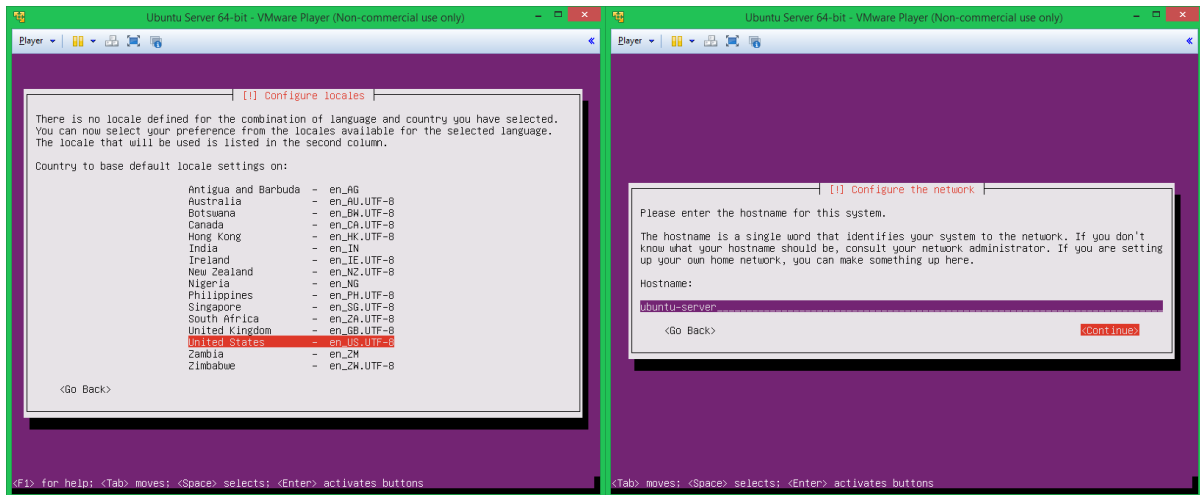 Ubuntu Server 64-bit - VMware Player (Non-commercial use only)
Player
[!] Configure locales
There is no locale defined for the combination of language and country you have selected.
You can now select your preference from the locales available for the selected language.
The locale that will be used is listed in the second column.
Country to base default locale settings on:
Antigua and Barbuda - en_AG
Australia - en_AU.UTF-8
Botswana - en_BW.UTF-8
Canada - en_CA.UTF-8
Hong Kong - en_HK.UTF-8
India - en_IN
Ireland - en_IE.UTF-8
New Zealand - en_NZ.UTF-8
Nigeria - en_NG
Philippines - en_PH.UTF-8
Singapore - en_SG.UTF-8
South Africa - en_ZA.UTF-8
United Kingdom - en_GB.UTF-8
United States - en_US.UTF-8
Zambia - en_ZM
Zimbabwe - en_ZW.UTF-8
<Go Back>
<F1> for help; <Tab> moves; <Space> selects; <Enter> activates buttons
Ubuntu Server 64-bit - VMware Player (Non-commercial use only)
Player
[!] Configure the network
Please enter the hostname for this system.
The hostname is a single word that identifies your system to the network. If you don't
know what your hostname should be, consult your network administrator. If you are setting
up your own home network, you can make something up here.
Hostname:
ubuntu-server
<Go Back> <Continue>
<Tab> moves; <Space> selects; <Enter> activates buttons